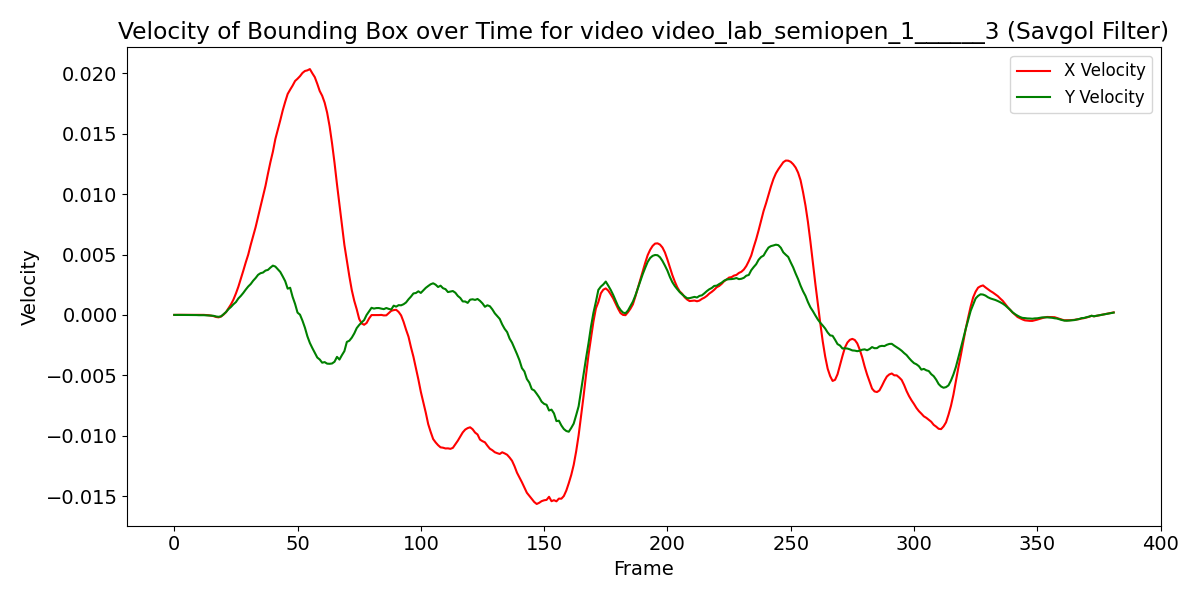 Velocity of Bounding Box over Time for video video_lab_semiopen_1______3 (Savgol Filter)
X Velocity
Y Velocity
Velocity
0.020
0.015
0.010
0.005
0.000
−0.005
−0.010
−0.015
0 50 100 150 200 250 300 350 400
Frame